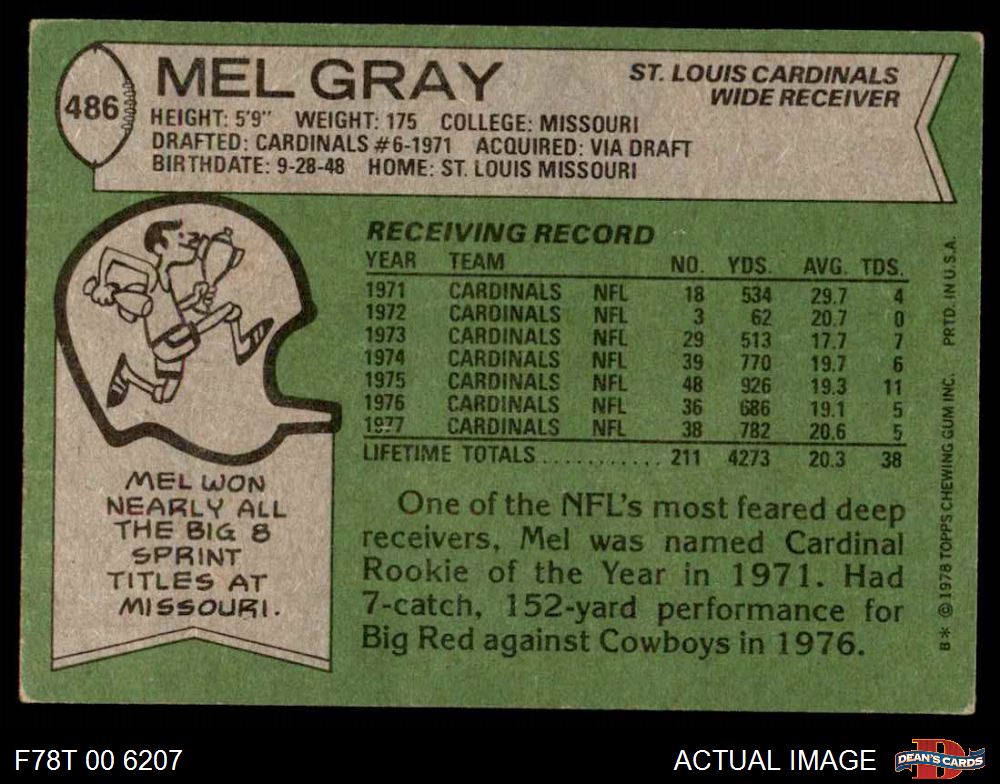 486
MEL GRAY
ST. LOUIS CARDINALS
WIDE RECEIVER
HEIGHT: 5'9" WEIGHT: 175 COLLEGE: MISSOURI
DRAFTED: CARDINALS #6-1971 ACQUIRED: VIA DRAFT
BIRTHDATE: 9-28-48 HOME: ST. LOUIS MISSOURI
RECEIVING RECORD
YEAR TEAM NO. YDS. AVG. TDS.
1971 CARDINALS NFL 18 534 29.7 4
1972 CARDINALS NFL 3 62 20.7 0
1973 CARDINALS NFL 29 513 17.7 7
1974 CARDINALS NFL 39 770 19.7 6
1975 CARDINALS NFL 48 926 19.3 11
1976 CARDINALS NFL 36 686 19.1 5
1977 CARDINALS NFL 38 782 20.6 5
LIFETIME TOTALS............ 211 4273 20.3 38
MEL WON
NEARLY ALL
THE BIG 8
SPRINT
TITLES AT
MISSOURI.
One of the NFL's most feared deep
receivers, Mel was named Cardinal
Rookie of the Year in 1971. Had
7-catch, 152-yard performance for
Big Red against Cowboys in 1976.
B** © 1978 TOPPS CHEWING GUM INC. PRTD. IN U.S.A.
F78T 00 6207
ACTUAL IMAGE
DEAN'S CARDS